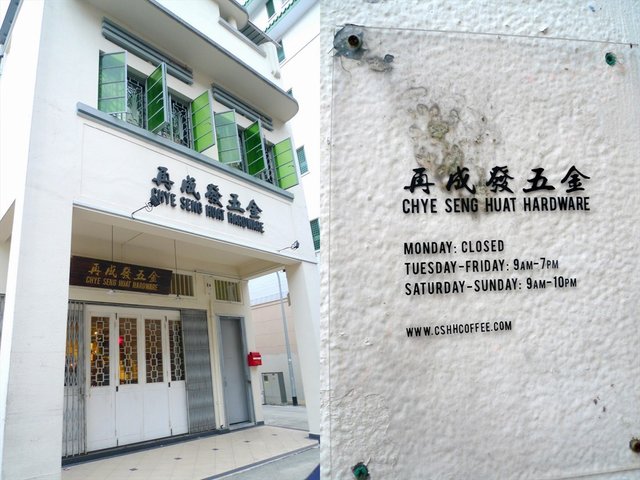 再成發五金
CHYE SENG HUAT HARDWARE
再成發五金
CHYE SENG HUAT HARDWARE
再成發五金
CHYE SENG HUAT HARDWARE
MONDAY: CLOSED
TUESDAY-FRIDAY: 9AM-7PM
SATURDAY-SUNDAY: 9AM-10PM
WWW.CSHHCOFFEE.COM